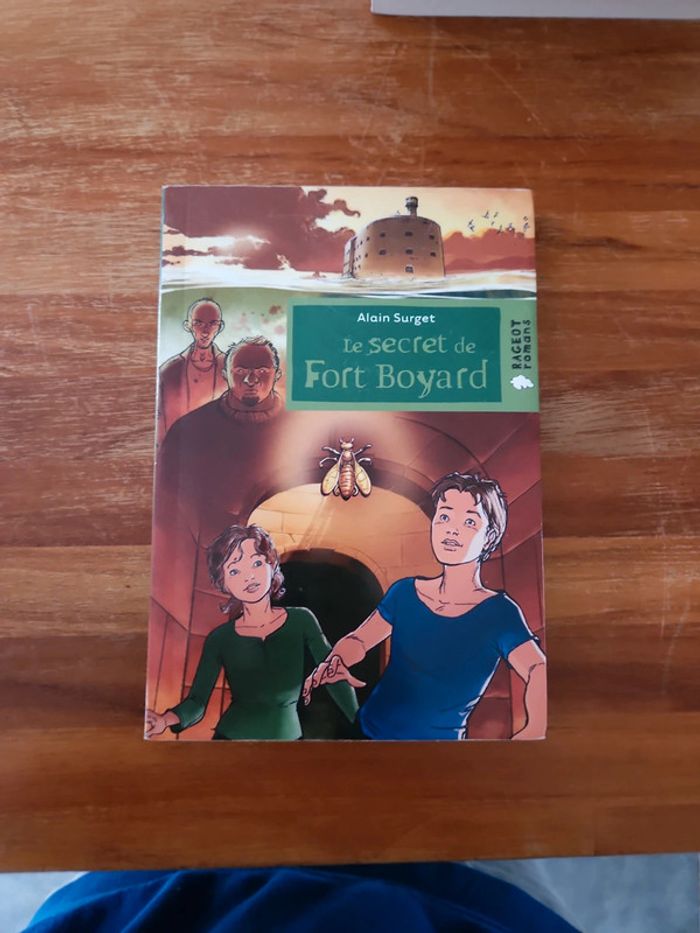 Alain Surget
Le secret de
Fort Boyard
RAGEOT
romans